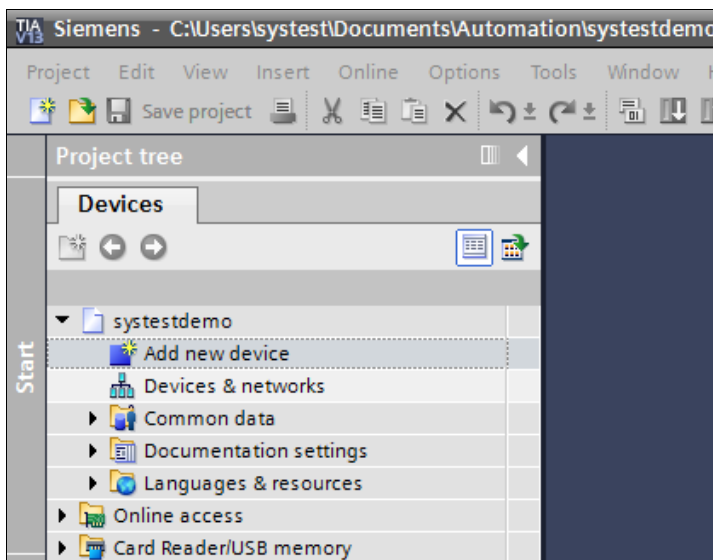 TIA V13 Siemens - C:\Users\systest\Documents\Automation\systestdemo
Project Edit View Insert Online Options Tools Window
Save project
Project tree
Devices
systestdemo
Add new device
Start
Devices & networks
Common data
Documentation settings
Languages & resources
Online access
Card Reader/USB memory